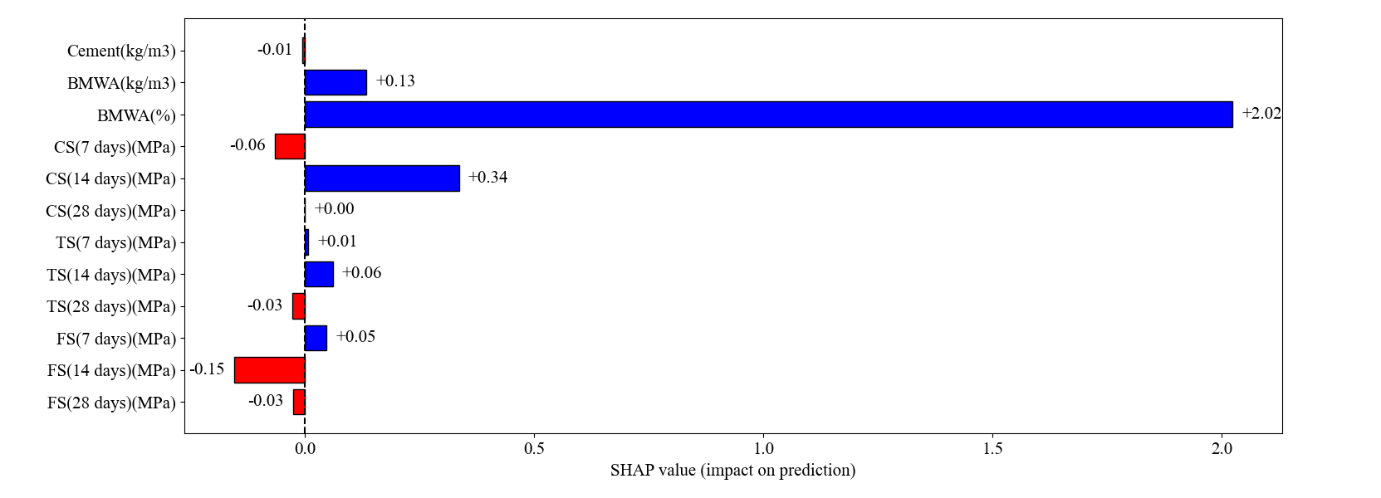 Cement(kg/m3) -0.01
BMWA(kg/m3) +0.13
BMWA(%) +2.02
CS(7 days)(MPa) -0.06
CS(14 days)(MPa) +0.34
CS(28 days)(MPa) +0.00
TS(7 days)(MPa) +0.01
TS(14 days)(MPa) +0.06
TS(28 days)(MPa) -0.03
FS(7 days)(MPa) +0.05
FS(14 days)(MPa) -0.15
FS(28 days)(MPa) -0.03
0.0 0.5 1.0 1.5 2.0
SHAP value (impact on prediction)